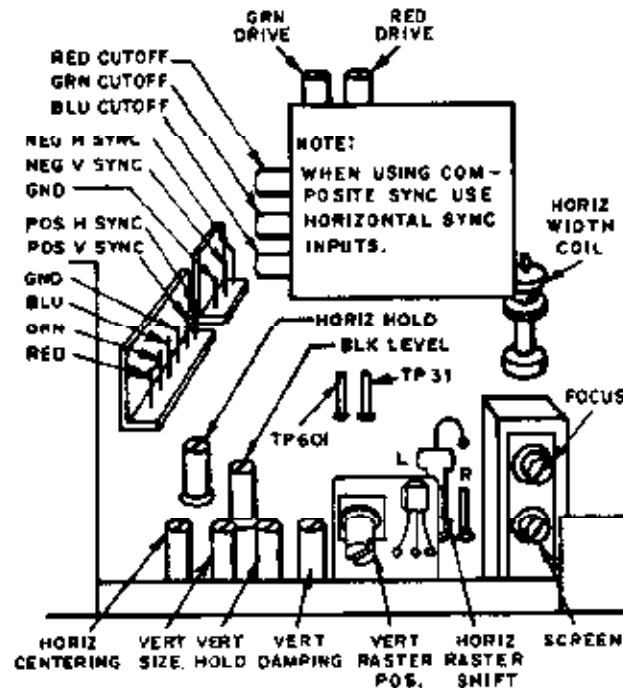 GRN
DRIVE
RED
DRIVE
RED CUTOFF
GRN CUTOFF
BLU CUTOFF
NEG H SYNC
NEG V SYNC
GND
POS H SYNC
POS V SYNC
GND
BLU
GRN
RED
NOTE:
WHEN USING COM-
POSITE SYNC USE
HORIZONTAL SYNC
INPUTS.
HORIZ
WIDTH
COIL
HORIZ HOLD
BLK LEVEL
TP 31
TP601
FOCUS
L
R
HORIZ
CENTERING
VERT
SIZE
VERT
HOLD
VERT
DAMPING
VERT
RASTER
POS.
HORIZ
RASTER
SHIFT
SCREEN